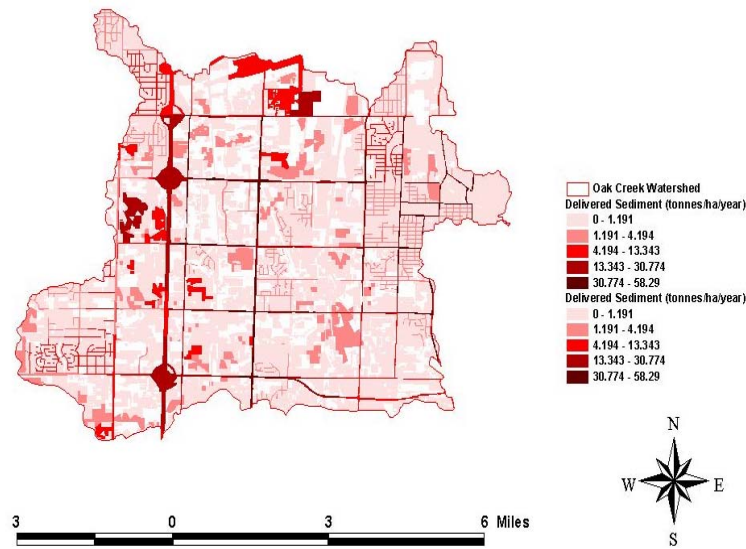 Oak Creek Watershed
Delivered Sediment (tonnes/ha/year)
0 - 1.191
1.191 - 4.194
4.194 - 13.343
13.343 - 30.774
30.774 - 58.29
Delivered Sediment (tonnes/ha/year)
0 - 1.191
1.191 - 4.194
4.194 - 13.343
13.343 - 30.774
30.774 - 58.29
N
W E
S
3 0 3 6 Miles